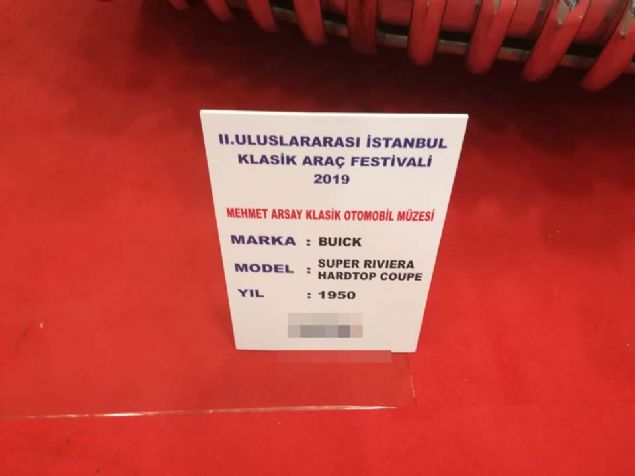 II.ULUSLARARASI İSTANBUL
KLASİK ARAÇ FESTİVALİ
2019
MEHMET ARSAY KLASİK OTOMOBİL MÜZESİ
MARKA : BUICK
MODEL : SUPER RIVIERA
HARDTOP COUPE
YIL : 1950